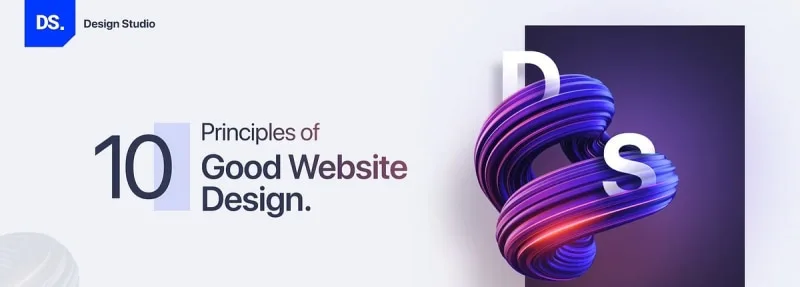 DS.
Design Studio
10
Principles of
Good Website
Design.
D
S